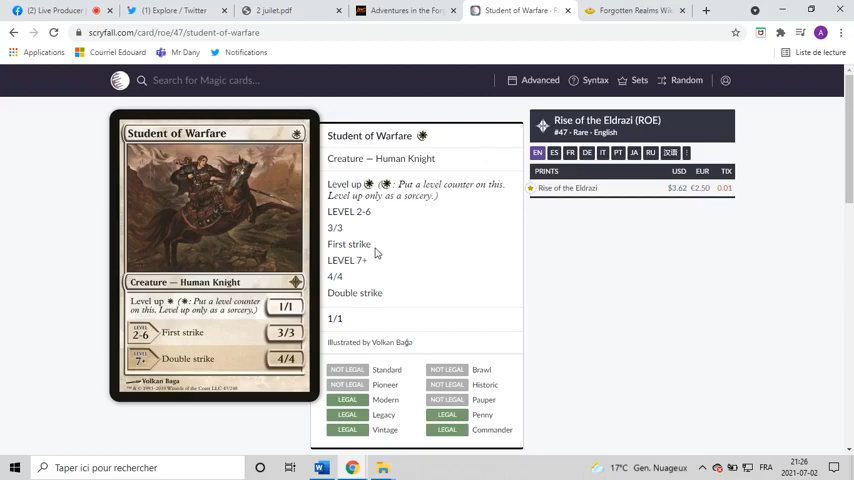 (2) Live Producer
(1) Explore / Twitter
2 juilet.pdf
Adventures in the Forg
Student of Warfare · R
Forgotten Realms Wik
scryfall.com/card/roe/47/student-of-warfare
A
Applications
Courriel Edouard
Mr Dany
Notifications
Liste de lecture
Search for Magic cards...
Advanced
Syntax
Sets
Random
Student of Warfare
Creature — Human Knight
Level up (: Put a level counter
on this. Level up only as a sorcery.)
1/1
LEVEL
2-6
First strike
3/3
LEVEL
7+
Double strike
4/4
Volkan Baga
Student of Warfare
Creature — Human Knight
Level up (: Put a level counter on this.
Level up only as a sorcery.)
LEVEL 2-6
3/3
First strike
LEVEL 7+
4/4
Double strike
1/1
Illustrated by Volkan Baǵa
NOT LEGAL Standard NOT LEGAL Brawl
NOT LEGAL Pioneer NOT LEGAL Historic
LEGAL Modern NOT LEGAL Pauper
LEGAL Legacy LEGAL Penny
LEGAL Vintage LEGAL Commander
Rise of the Eldrazi (ROE)
#47 · Rare · English
EN ES FR DE IT PT JA RU 汉语
PRINTS USD EUR TIX
Rise of the Eldrazi $3.62 €2.50 0.01
Taper ici pour rechercher
17°C Gen. Nuageux
FRA
21:26
2021-07-02